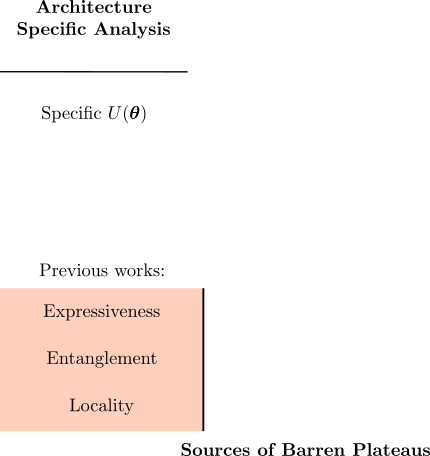 Architecture
Specific Analysis
Specific U(θ)
Previous works:
Expressiveness
Entanglement
Locality
Sources of Barren Plateaus